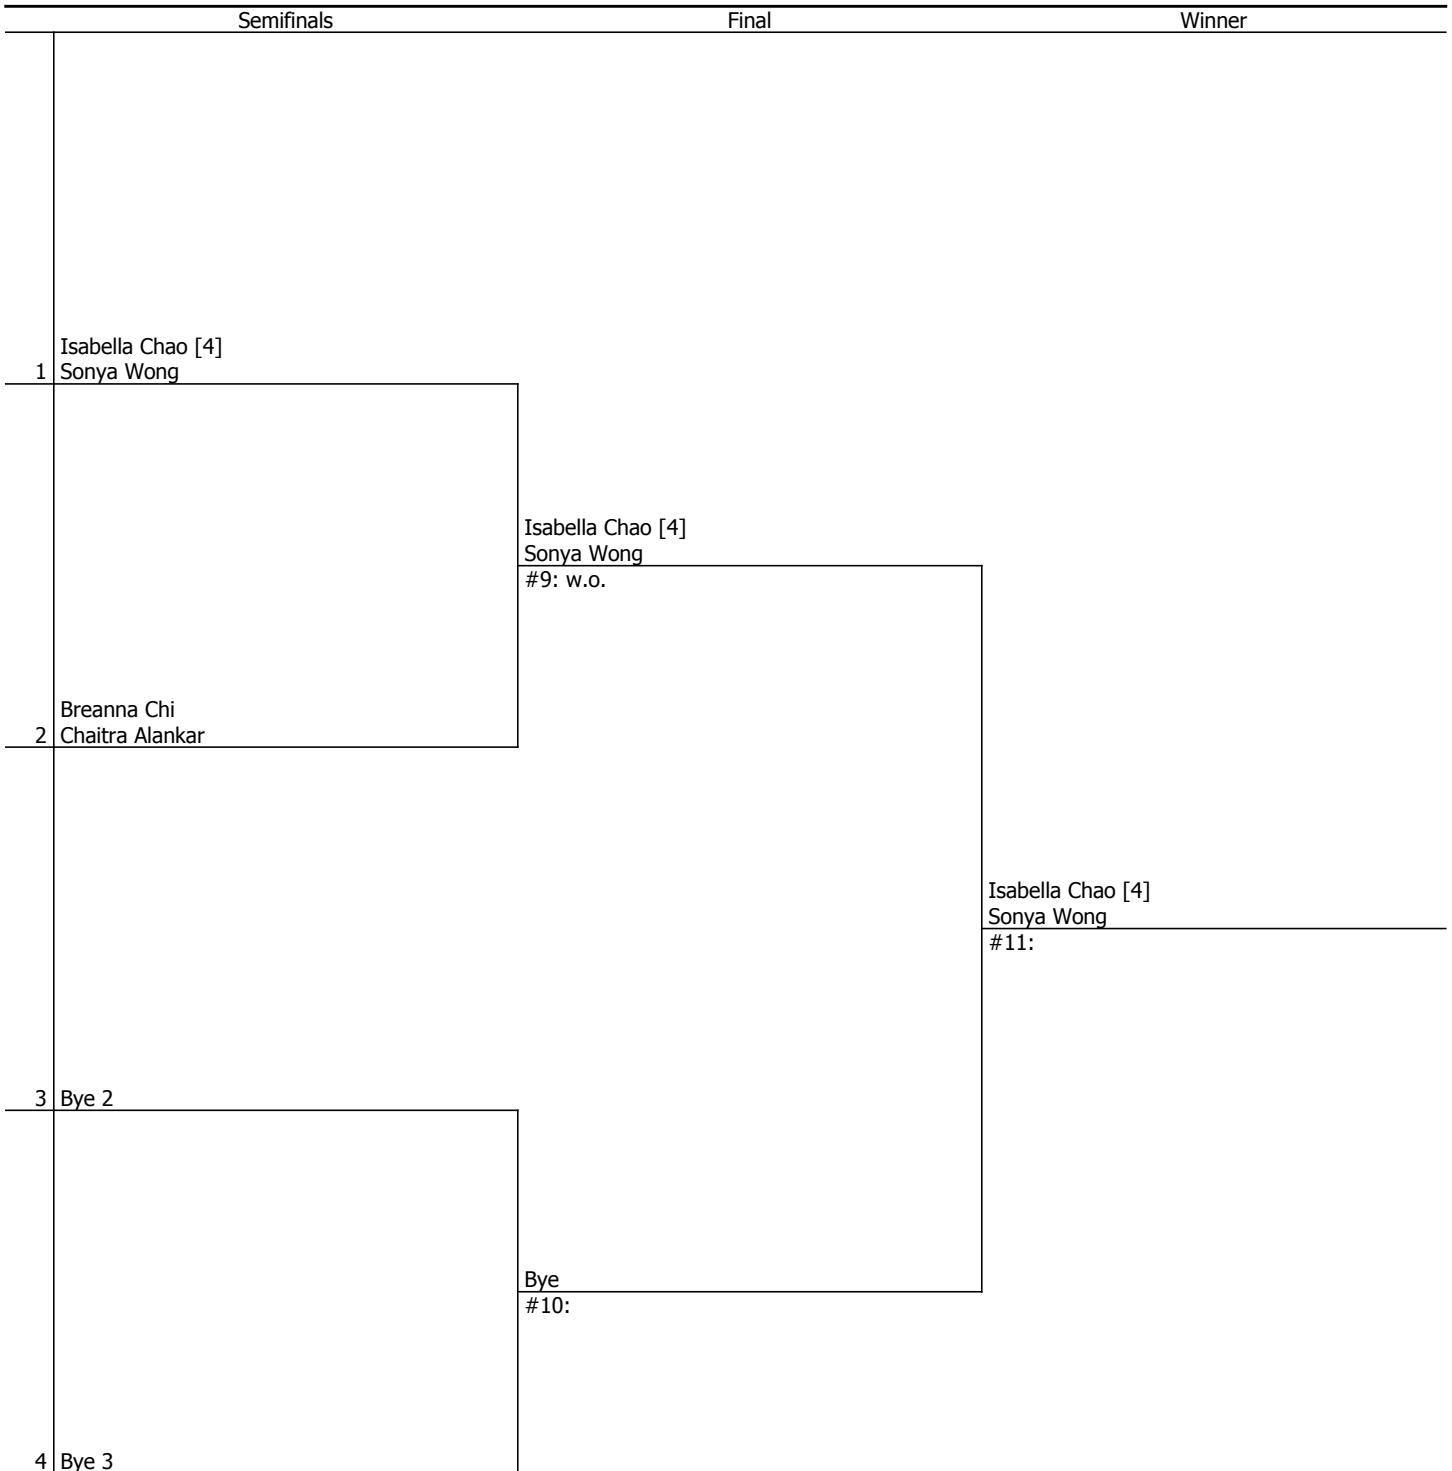 Semifinals Final Winner
Isabella Chao [4]
1 Sonya Wong
Isabella Chao [4]
Sonya Wong
#9: w.o.
Breanna Chi
2 Chaitra Alankar
Isabella Chao [4]
Sonya Wong
#11:
3 Bye 2
Bye
#10:
4 Bye 3